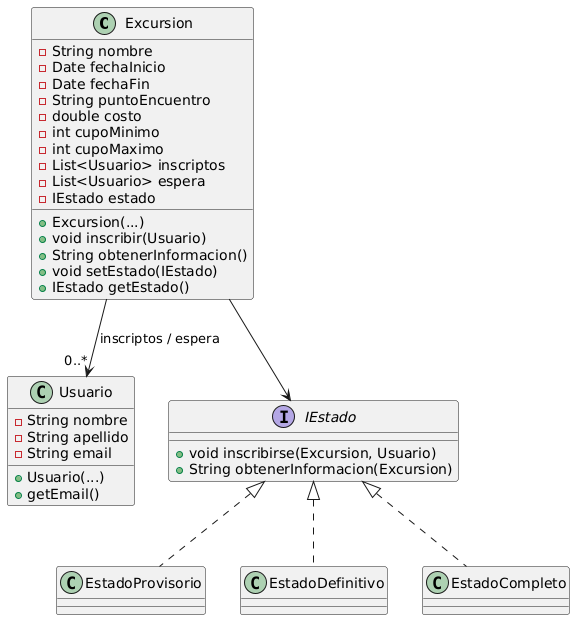 C Excursion
String nombre
Date fechaInicio
Date fechaFin
String puntoEncuentro
double costo
int cupoMinimo
int cupoMaximo
List<Usuario> inscriptos
List<Usuario> espera
IEstado estado
Excursion(...)
void inscribir(Usuario)
String obtenerInformacion()
void setEstado(IEstado)
IEstado getEstado()
inscriptos / espera
0..*
C Usuario
String nombre
String apellido
String email
Usuario(...)
getEmail()
I IEstado
void inscribirse(Excursion, Usuario)
String obtenerInformacion(Excursion)
C EstadoProvisorio
C EstadoDefinitivo
C EstadoCompleto